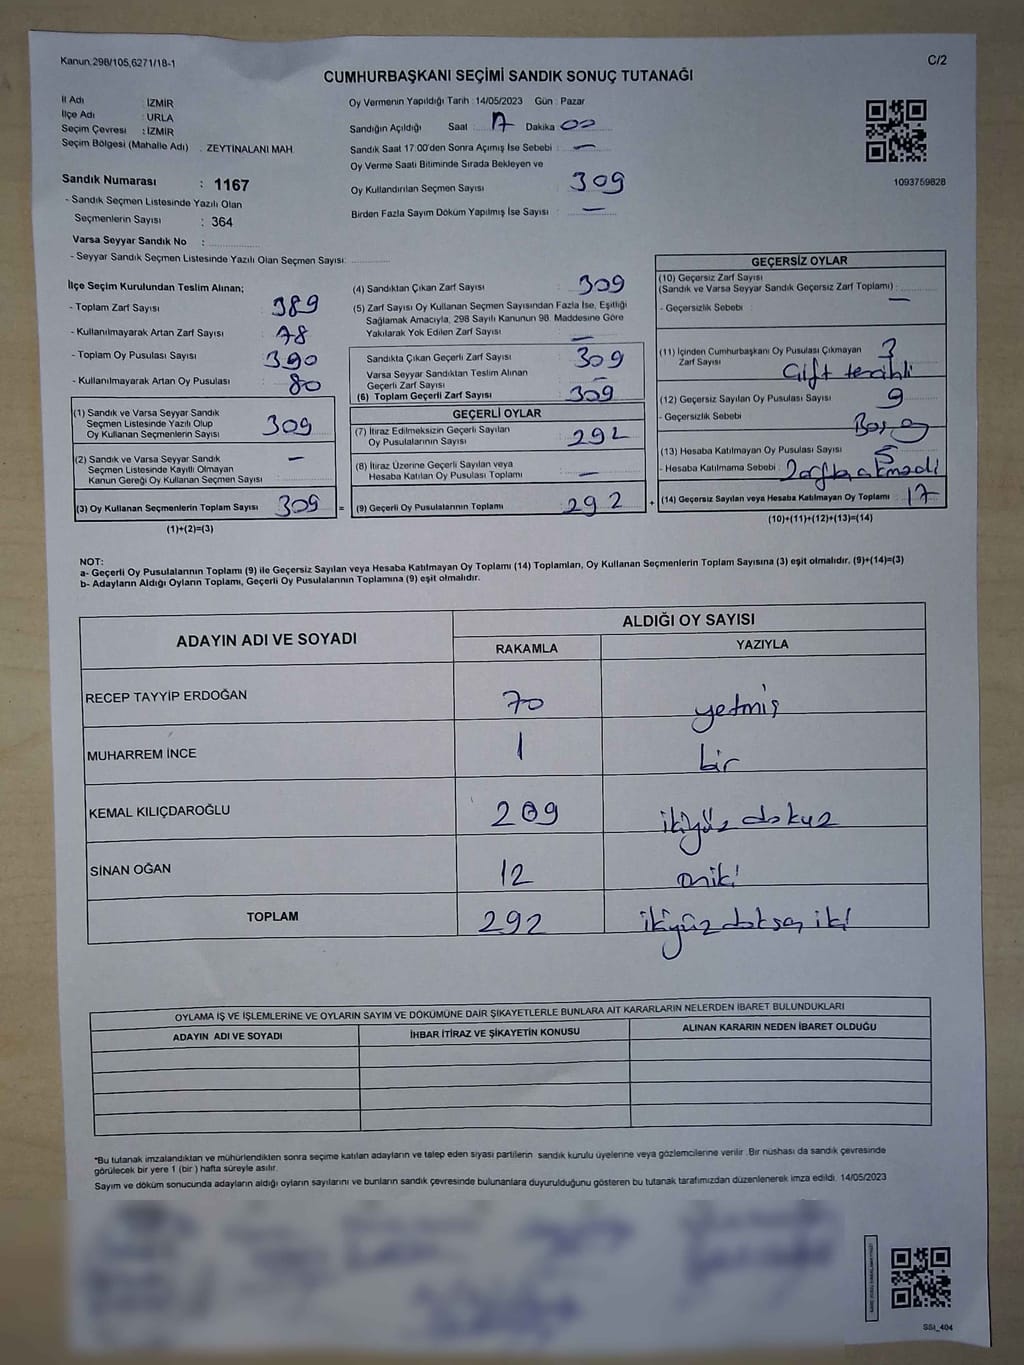 Kanun.298/105,6271/18-1
C/2
CUMHURBAŞKANI SEÇİMİ SANDIK SONUÇ TUTANAĞI
İl Adı : İZMİR
İlçe Adı : URLA
Seçim Çevresi : İZMİR
Seçim Bölgesi (Mahalle Adı) . ZEYTİNALANI MAH.
Sandık Numarası : 1167
- Sandık Seçmen Listesinde Yazılı Olan
Seçmenlerin Sayısı : 364
Varsa Seyyar Sandık No :
- Seyyar Sandık Seçmen Listesinde Yazılı Olan Seçmen Sayısı:
Oy Vermenin Yapıldığı Tarih : 14/05/2023 Gün : Pazar
Sandığın Açıldığı Saat 17 Dakika 00
Sandık Saat 17:00'den Sonra Açımış İse Sebebi : —
Oy Verme Saati Bitiminde Sırada Bekleyen ve
Oy Kullandırılan Seçmen Sayısı : 309
Birden Fazla Sayım Döküm Yapılmış İse Sayısı : —
1093759828
İlçe Seçim Kurulundan Teslim Alınan;
- Toplam Zarf Sayısı : 389
- Kullanılmayarak Artan Zarf Sayısı : 78
- Toplam Oy Pusulası Sayısı : 390
- Kullanılmayarak Artan Oy Pusulası : 80
(1) Sandık ve Varsa Seyyar Sandık
Seçmen Listesinde Yazılı Olup
Oy Kullanan Seçmenlerin Sayısı : 309
(2) Sandık ve Varsa Seyyar Sandık
Seçmen Listesinde Kayıllı Olmayan
Kanun Gereği Oy Kullanan Seçmen Sayısı : —
(3) Oy Kullanan Seçmenlerin Toplam Sayısı : 309 =
(1)+(2)=(3)
(4) Sandıktan Çıkan Zarf Sayısı : 309
(5) Zarf Sayısı Oy Kullanan Seçmen Sayısından Fazla İse, Eşitliği
Sağlamak Amacıyla, 298 Sayılı Kanunun 98. Maddesine Göre
Yakılarak Yok Edilen Zarf Sayısı : —
Sandıkta Çıkan Geçerli Zarf Sayısı : 309
Varsa Seyyar Sandıktan Teslim Alınan
Geçerli Zarf Sayısı : —
(6) Toplam Geçerli Zarf Sayısı : 309
GEÇERLİ OYLAR
(7) İtiraz Edilmeksizin Geçerli Sayılan
Oy Pusulalarının Sayısı : 292
(8) İtiraz Üzerine Geçerli Sayılan veya
Hesaba Katılan Oy Pusulası Toplamı : —
(9) Geçerli Oy Pusulalarının Toplamı : 292 +
GEÇERSİZ OYLAR
(10) Geçersiz Zarf Sayısı
(Sandık ve Varsa Seyyar Sandık Geçersiz Zarf Toplamı) : —
- Geçersizlik Sebebi :
(11) İçinden Cumhurbaşkanı Oy Pusulası Çıkmayan
Zarf Sayısı : 3
Çift tercihli
(12) Geçersiz Sayılan Oy Pusulası Sayısı : 9
- Geçersizlik Sebebi : Boş
(13) Hesaba Katılmayan Oy Pusulası Sayısı : 5
- Hesaba Katılmama Sebebi :
(14) Geçersiz Sayılan veya Hesaba Katılmayan Oy Toplamı : 17
(10)+(11)+(12)+(13)=(14)
NOT:
a- Geçerli Oy Pusulalarının Toplamı (9) ile Geçersiz Sayılan veya Hesaba Katılmayan Oy Toplamı (14) Toplamları, Oy Kullanan Seçmenlerin Toplam Sayısına (3) eşit olmalıdır. (9)+(14)=(3)
b- Adayların Aldığı Oyların Toplamı, Geçerli Oy Pusulalarının Toplamına (9) eşit olmalıdır.
ADAYIN ADI VE SOYADI
ALDIĞI OY SAYISI
RAKAMLA YAZIYLA
RECEP TAYYİP ERDOĞAN 70 yetmiş
MUHARREM İNCE 1 bir
KEMAL KILIÇDAROĞLU 209 ikiyüz dokuz
SİNAN OĞAN 12 oniki
TOPLAM 292 ikiyüz doksan iki
OYLAMA İŞ VE İŞLEMLERİNE VE OYLARIN SAYIM VE DÖKÜMÜNE DAİR ŞİKAYETLERLE BUNLARA AİT KARARLARIN NELERDEN İBARET BULUNDUKLARI
ADAYIN ADI VE SOYADI İHBAR İTİRAZ VE ŞİKAYETİN KONUSU ALINAN KARARIN NEDEN İBARET OLDUĞU
*Bu tutanak imzalandıktan ve mühürlendikten sonra seçime katılan adayların ve talep eden siyasi partilerin sandık kurulu üyelerine veya gözlemcilerine verilir. Bir nüshası da sandık çevresinde
görülecek bir yere 1 (bir) hafta süreyle asılır.
Sayım ve döküm sonucunda adayların aldığı oyların sayılarını ve bunların sandık çevresinde bulunanlara duyurulduğunu gösteren bu tutanak tarafımızdan düzenlenerek imza edildi. 14/05/2023
SSI_404